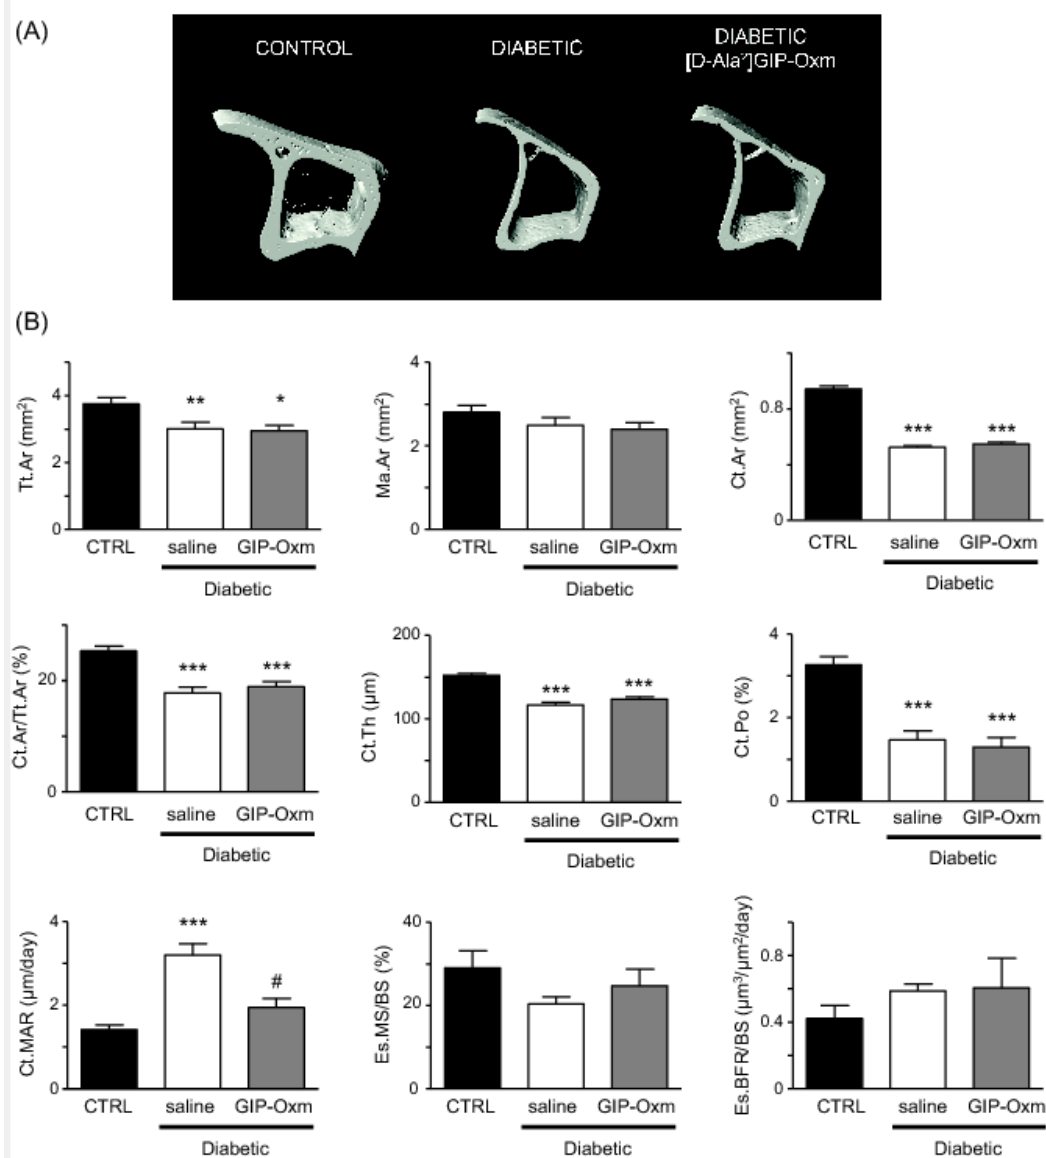 (A)
CONTROL
DIABETIC
DIABETIC
[D-Ala²]GIP-Oxm
(B)
Tt.Ar (mm²)
4
2
0
**
*
CTRL saline GIP-Oxm
Diabetic
Ma.Ar (mm²)
4
2
0
CTRL saline GIP-Oxm
Diabetic
Ct.Ar (mm²)
0.8
0
***
***
CTRL saline GIP-Oxm
Diabetic
Ct.Ar/Tt.Ar (%)
20
0
***
***
CTRL saline GIP-Oxm
Diabetic
Ct.Th (µm)
200
100
0
***
***
CTRL saline GIP-Oxm
Diabetic
Ct.Po (%)
4
2
0
***
***
CTRL saline GIP-Oxm
Diabetic
Ct.MAR (µm/day)
4
2
0
***
#
CTRL saline GIP-Oxm
Diabetic
Es.MS/BS (%)
40
20
0
CTRL saline GIP-Oxm
Diabetic
Es.BFR/BS (µm³/µm²/day)
0.8
0.4
0
CTRL saline GIP-Oxm
Diabetic